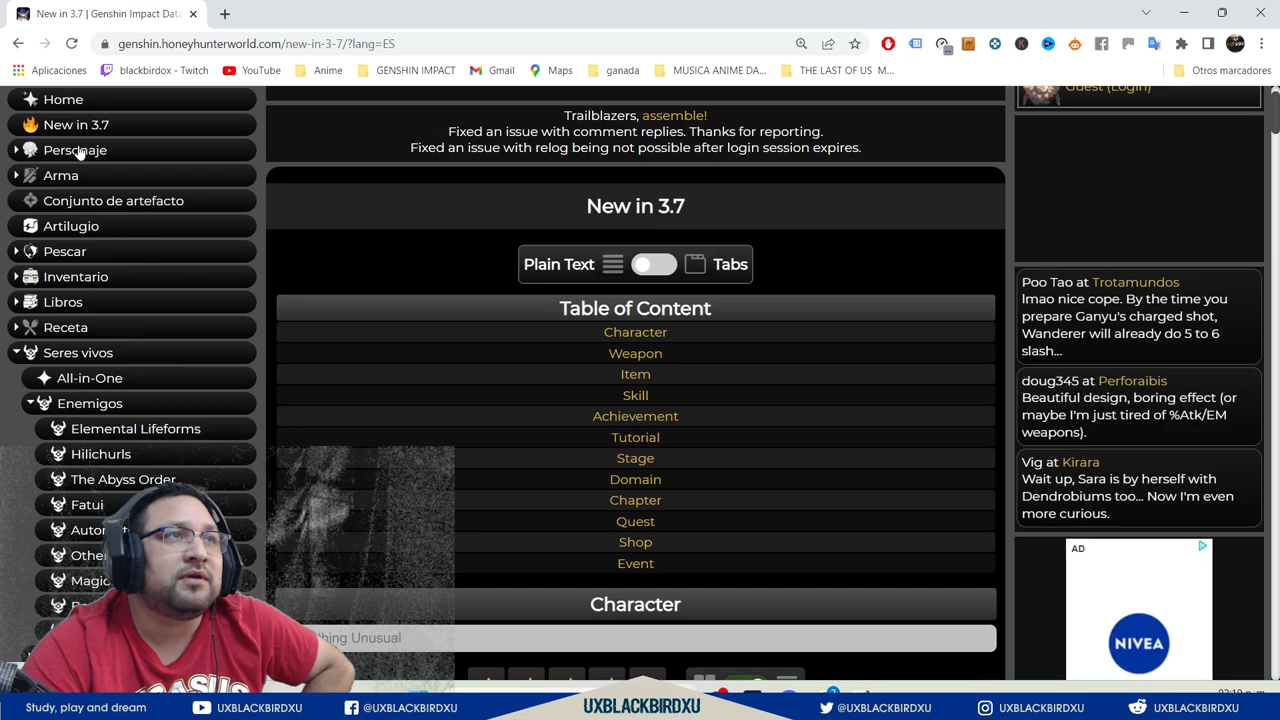 New in 3.7 | Genshin Impact Data
genshin.honeyhunterworld.com/new-in-3-7/?lang=ES
Aplicaciones
blackbirdox - Twitch
YouTube
Anime
GENSHIN IMPACT
Gmail
Maps
ganada
MUSICA ANIME DA...
THE LAST OF US M...
Otros marcadores
Home
New in 3.7
Personaje
Arma
Conjunto de artefacto
Artilugio
Pescar
Inventario
Libros
Receta
Seres vivos
All-in-One
Enemigos
Elemental Lifeforms
Hilichurls
The Abyss Order
Fatui
Othe
Magic
Trailblazers, assemble!
Fixed an issue with comment replies. Thanks for reporting.
Fixed an issue with relog being not possible after login session expires.
New in 3.7
Plain Text
Tabs
Table of Content
Character
Weapon
Item
Skill
Achievement
Tutorial
Stage
Domain
Chapter
Quest
Shop
Event
Character
thing Unusual
Guest (Login)
Poo Tao at Trotamundos
lmao nice cope. By the time you
prepare Ganyu's charged shot,
Wanderer will already do 5 to 6
slash...
doug345 at Perforaibis
Beautiful design, boring effect (or
maybe I'm just tired of %Atk/EM
weapons).
Vig at Kirara
Wait up, Sara is by herself with
Dendrobiums too... Now I'm even
more curious.
AD
NIVEA
Study, play and dream
UXBLACKBIRDXU
@UXBLACKBIRDXU
UXBLACKBIRDXU
@UXBLACKBIRDXU
UXBLACKBIRDXU
UXBLACKBIRDXU